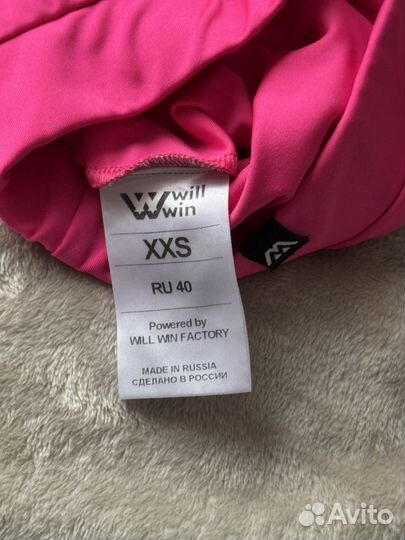 will
win
XXS
RU 40
Powered by
WILL WIN FACTORY
MADE IN RUSSIA
СДЕЛАНО В РОССИИ
Avito